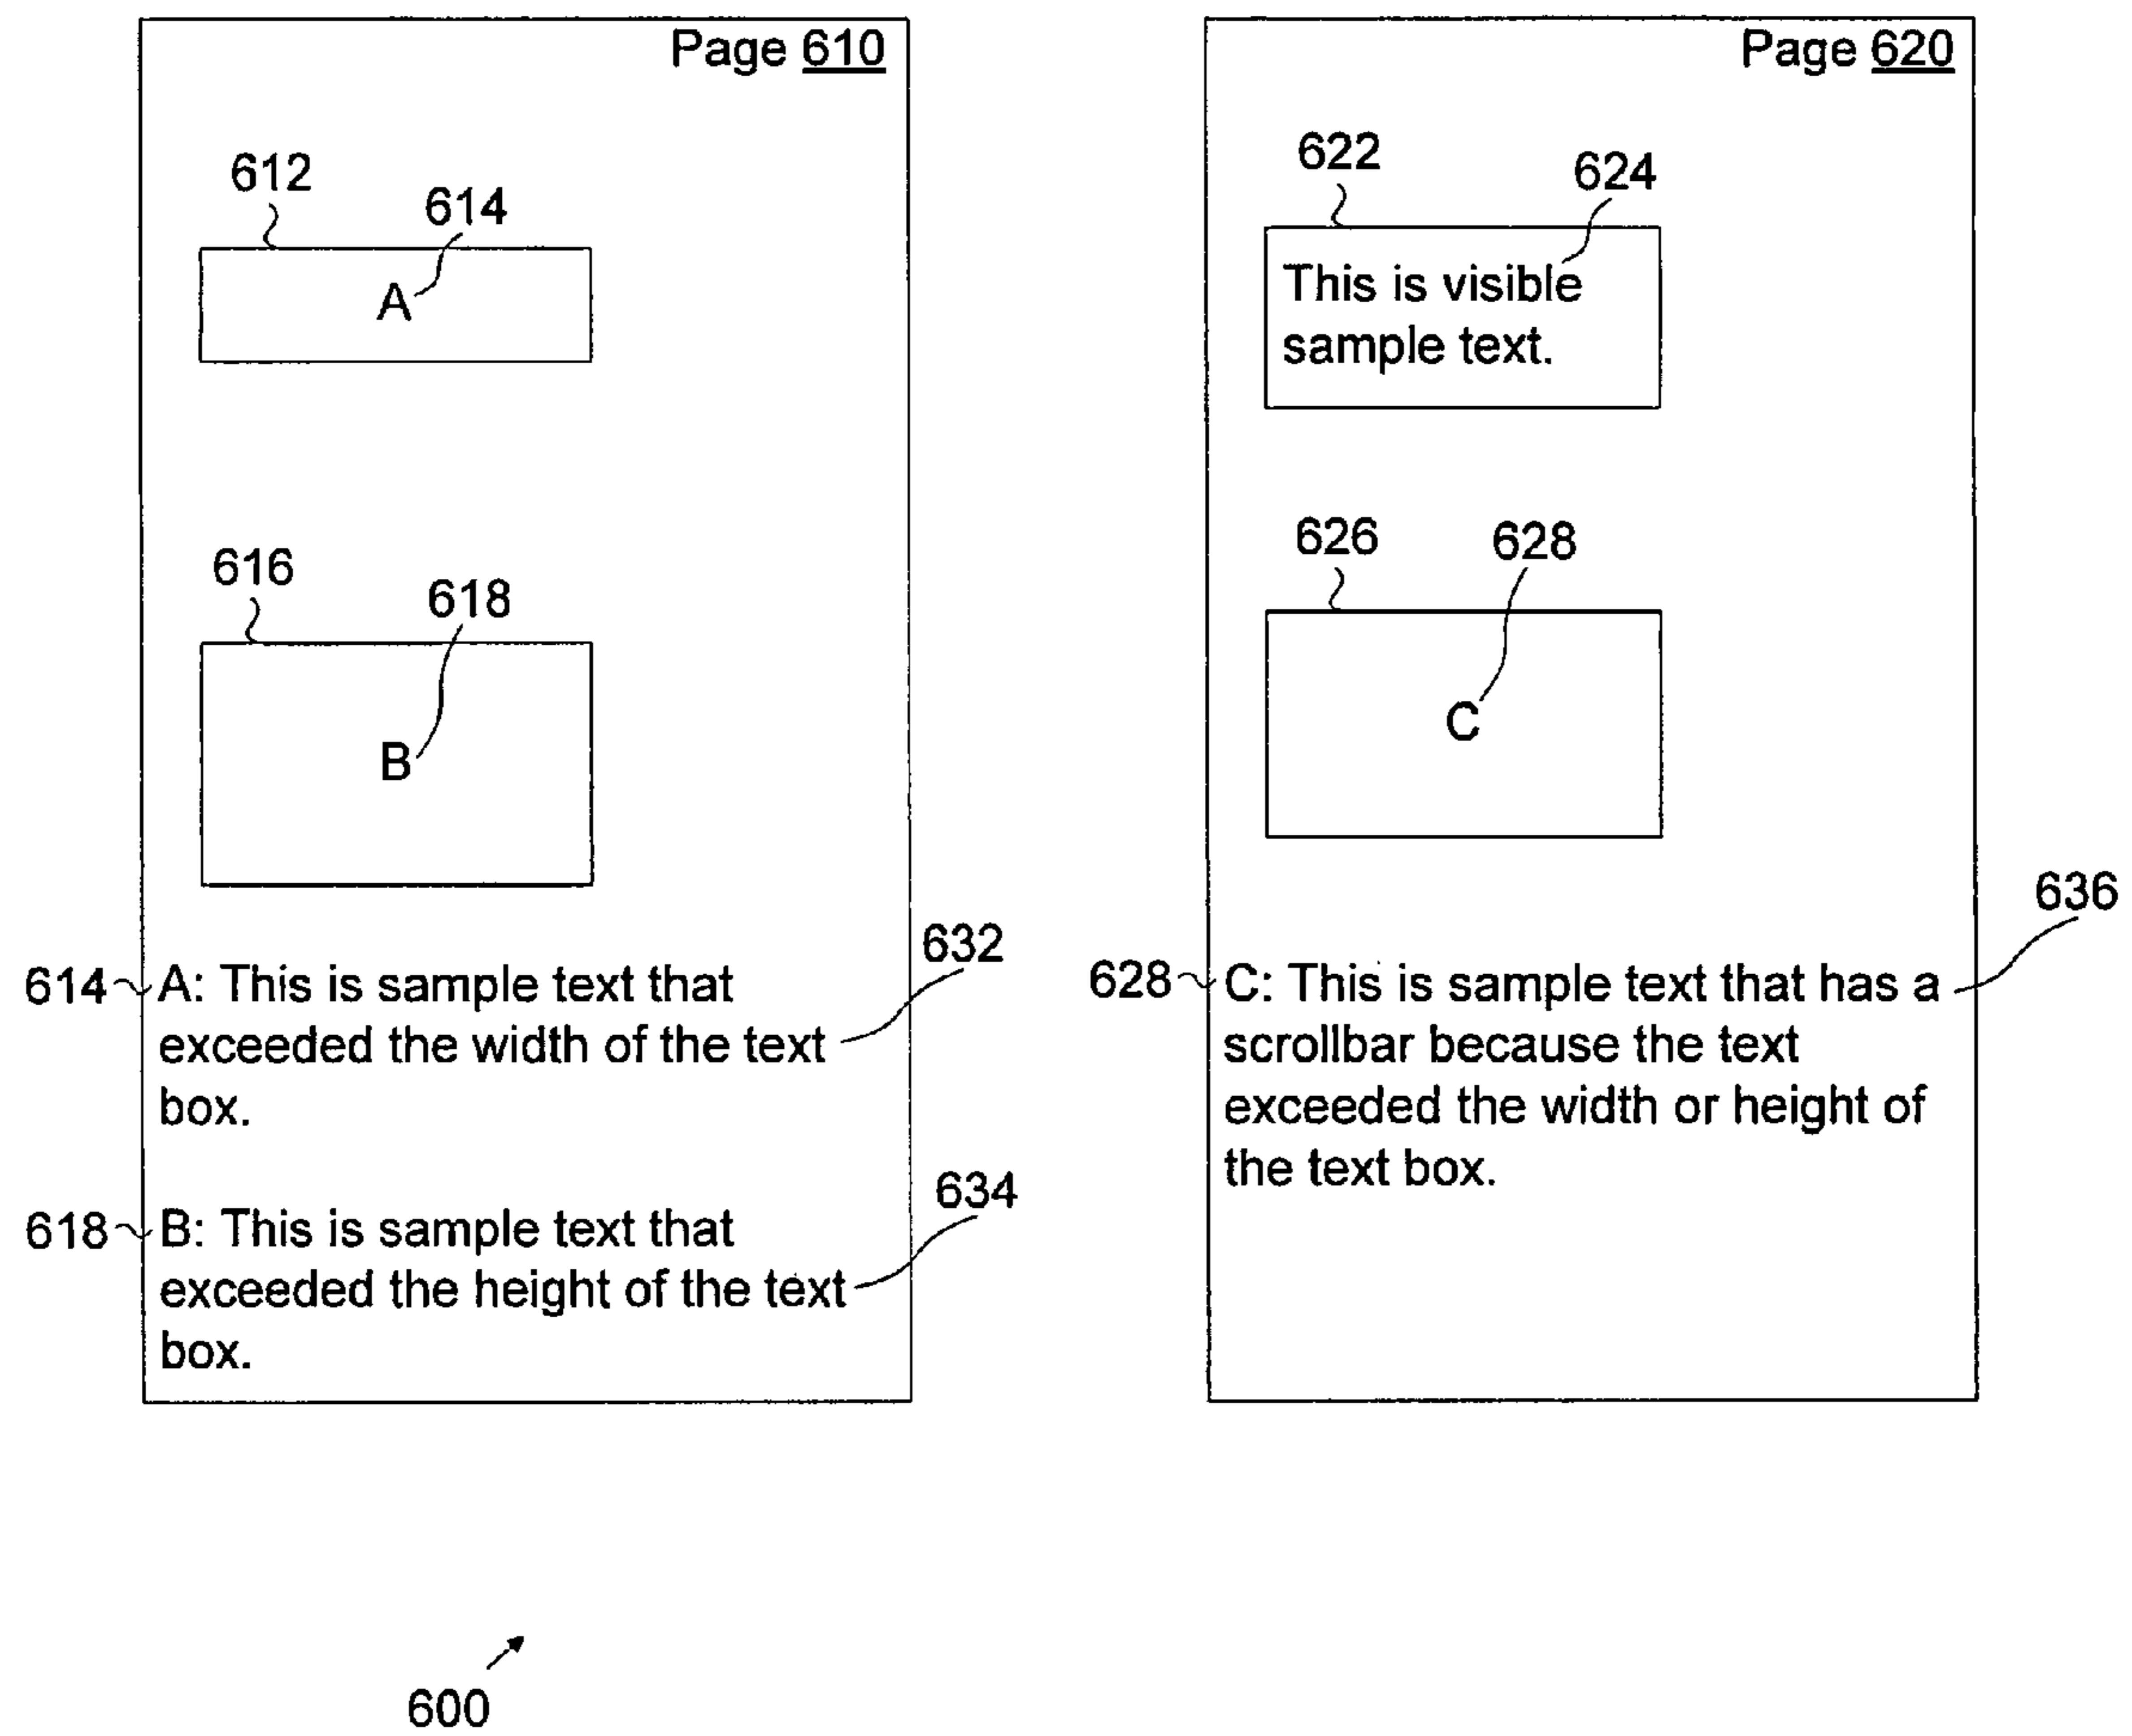 Page 610
612
614
A
616
618
B
632
614 A: This is sample text that
exceeded the width of the text
box.
634
618 B: This is sample text that
exceeded the height of the text
box.
Page 620
622
624
This is visible
sample text.
626
628
C
636
628 C: This is sample text that has a
scrollbar because the text
exceeded the width or height of
the text box.
600